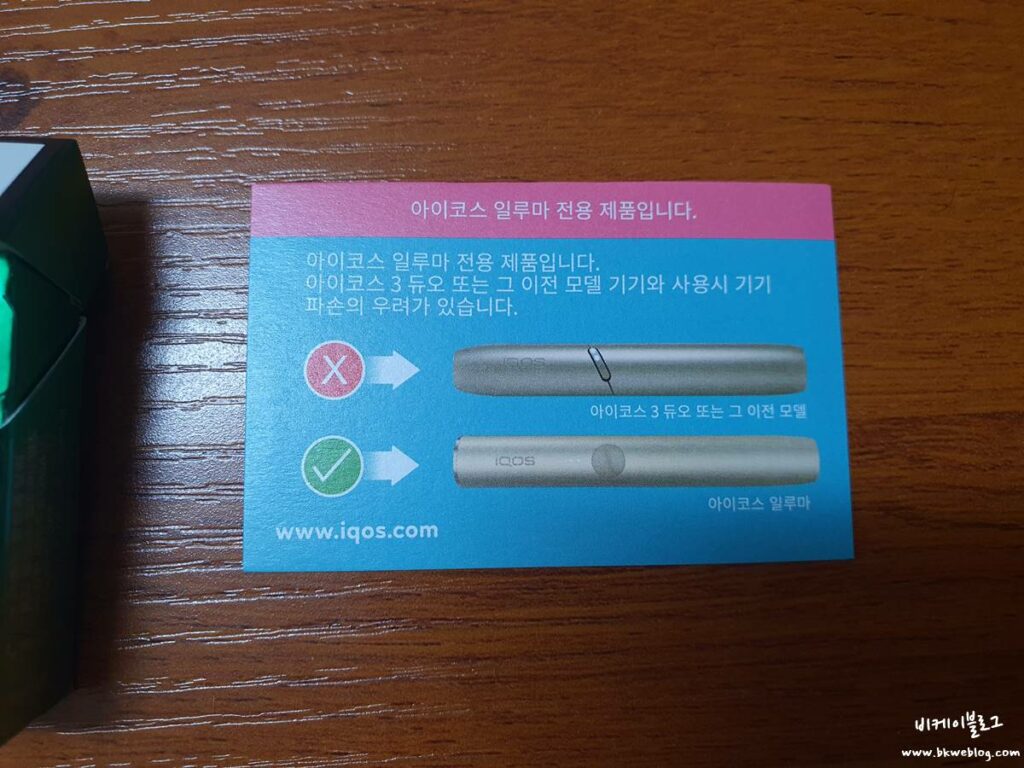 아이코스 일루마 전용 제품입니다.
아이코스 일루마 전용 제품입니다.
아이코스 3 듀오 또는 그 이전 모델 기기와 사용시 기기
파손의 우려가 있습니다.
X
IQOS
아이코스 3 듀오 또는 그 이전 모델
IQOS
아이코스 일루마
www.iqos.com
비케이블로그
www.bkweblog.com